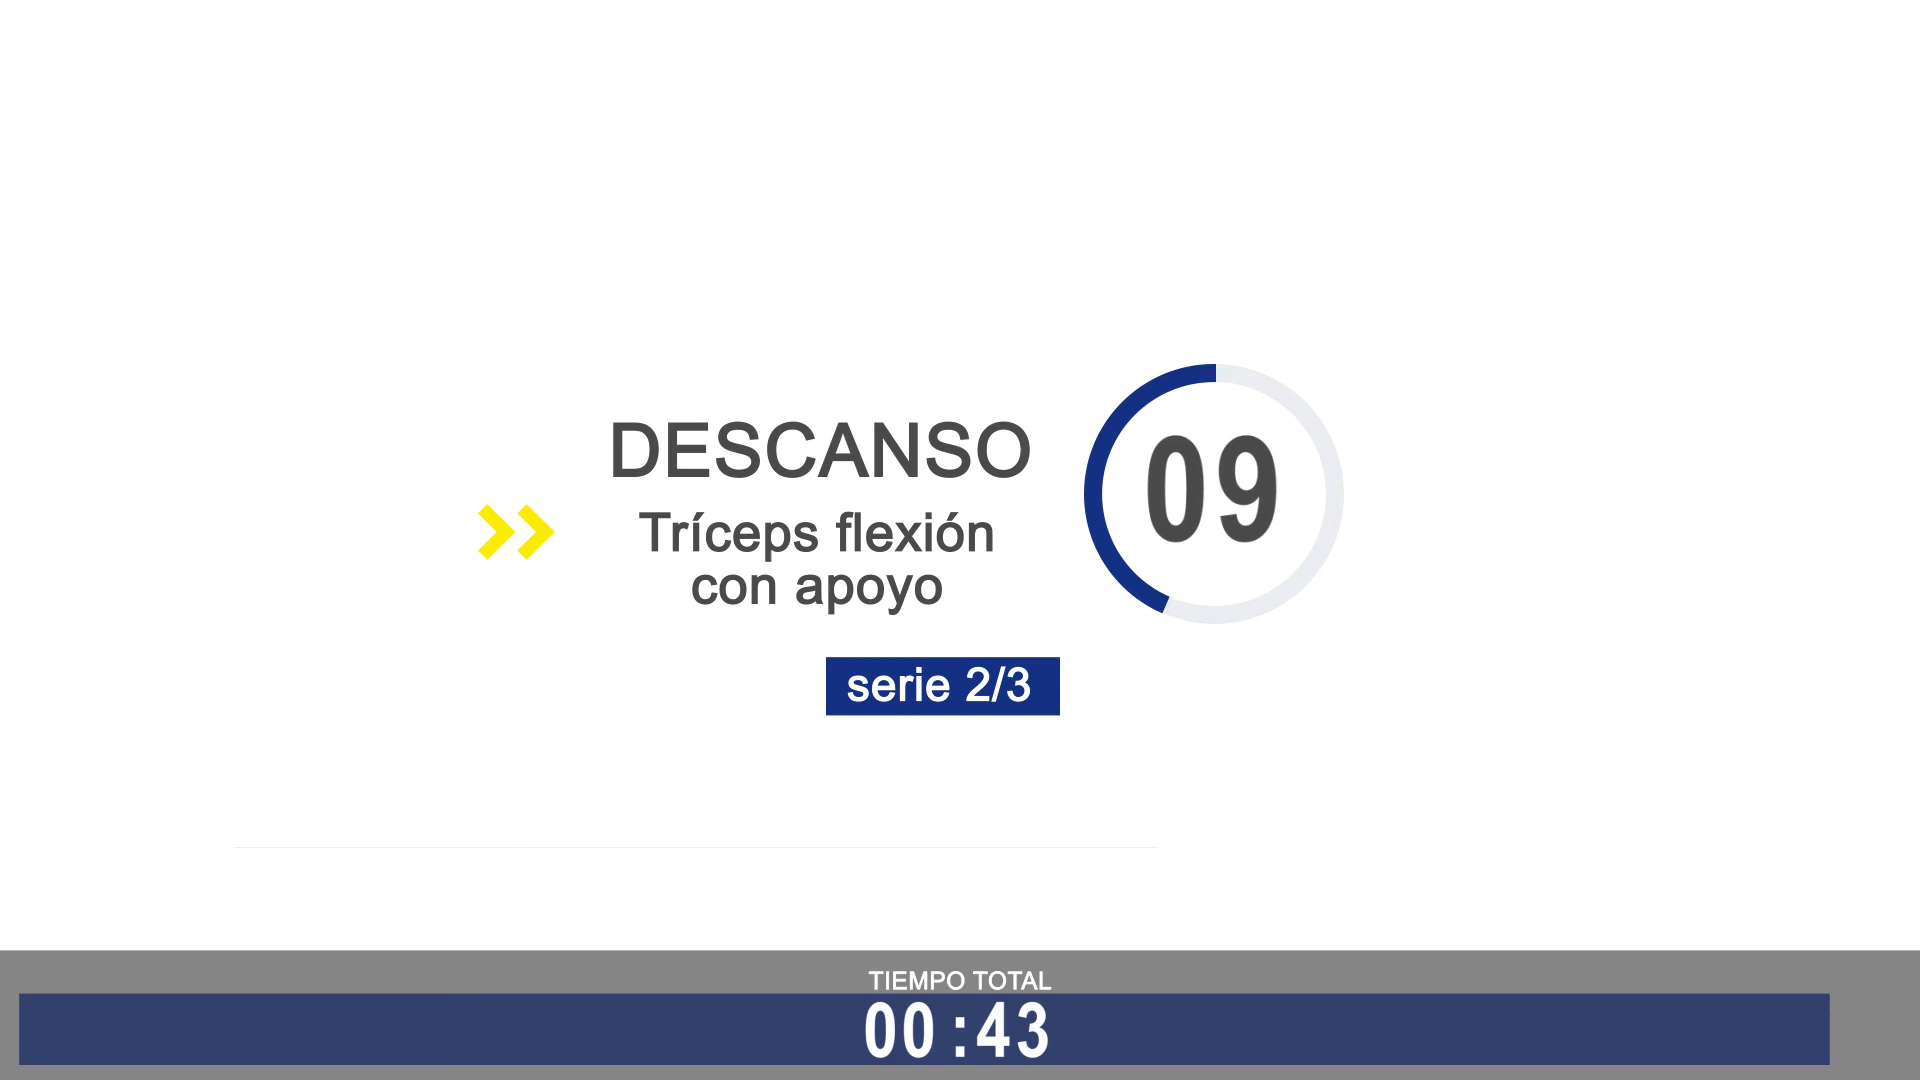 DESCANSO
Tríceps flexión
con apoyo
09
serie 2/3
TIEMPO TOTAL
00:43